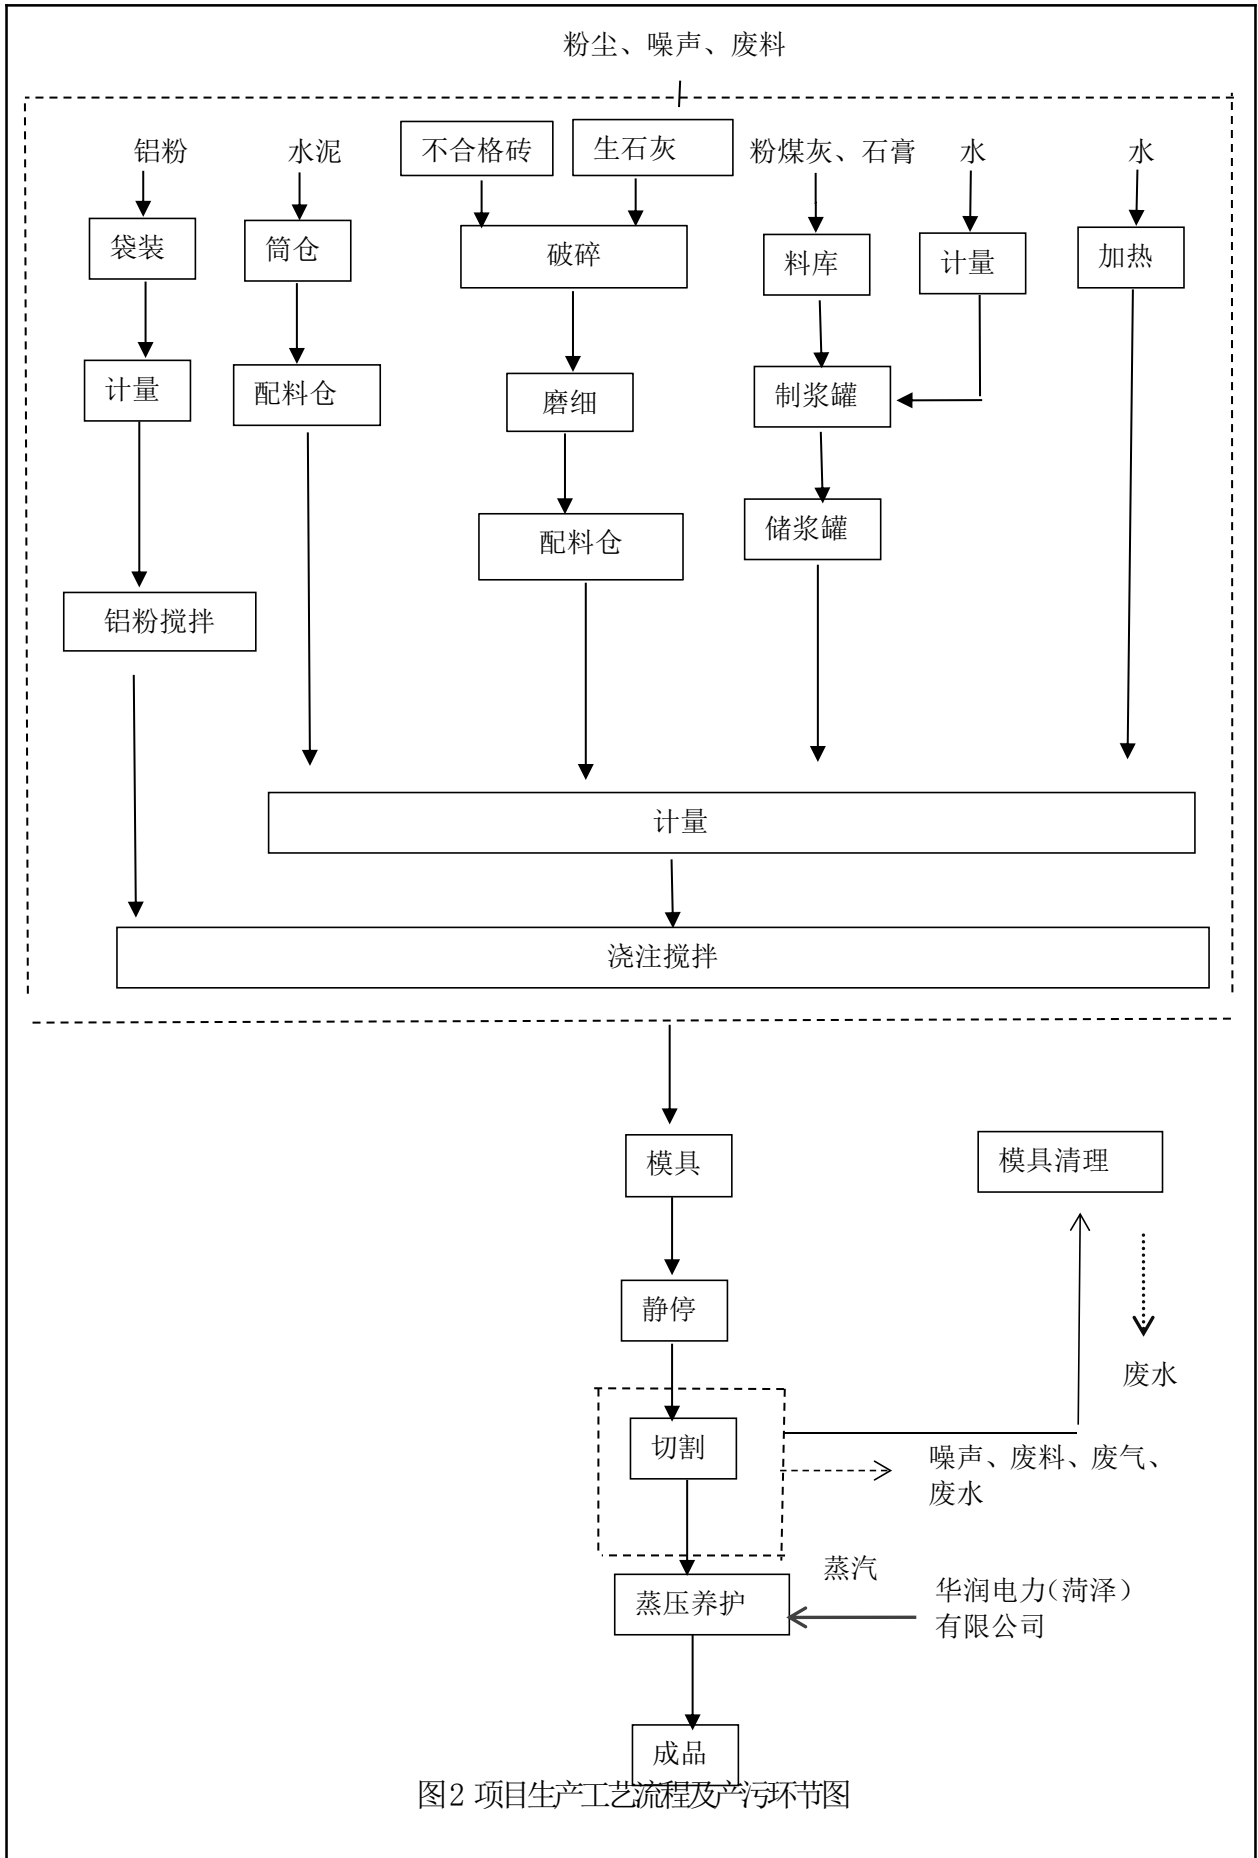 粉尘、噪声、废料
铝粉
水泥
不合格砖
生石灰
粉煤灰、石膏
水
水
袋装
筒仓
破碎
料库
计量
加热
计量
配料仓
磨细
制浆罐
配料仓
储浆罐
铝粉搅拌
计量
浇注搅拌
模具
模具清理
静停
废水
切割
噪声、废料、废气、
废水
蒸汽
蒸压养护
华润电力（菏泽）
有限公司
成品
图2 项目生产工艺流程及产污环节图